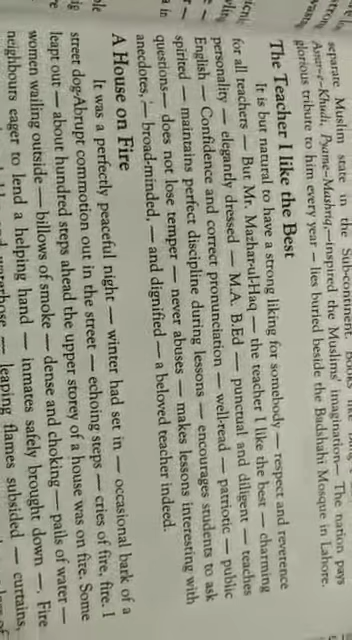 separate Muslim state in the Sub-continent. Books like
Asrar-e-Khudi, Pyame-Mashriq,—inspired the Muslims' imagination— The nation pays
glorious tribute to him every year — lies buried beside the Badshahi Mosque in Lahore.
The Teacher I like the Best
It is but natural to have a strong liking for somebody — respect and reverence
for all teachers — But Mr. Mazhar-ul-Haq — the teacher I like the best — charming
personality — elegantly dressed — M.A. B.Ed — punctual and diligent — teaches
English — Confidence and correct pronunciation — well-read — patriotic — public
spirited — maintains perfect discipline during lessons — encourages students to ask
questions— does not lose temper — never abuses — makes lessons interesting with
anecdotes,— broad-minded, — and dignified — a beloved teacher indeed.
A House on Fire
It was a perfectly peaceful night — winter had set in — occasional bark of a
street dog-Abrupt commotion out in the street — echoing steps — cries of fire, fire. I
leapt out — about hundred steps ahead the upper storey of a house was on fire. Some
women wailing outside — billows of smoke — dense and choking— pails of water —
neighbours eager to lend a helping hand — inmates safely brought down —. Fire
waterhose — leaping flames subsided — curtains,